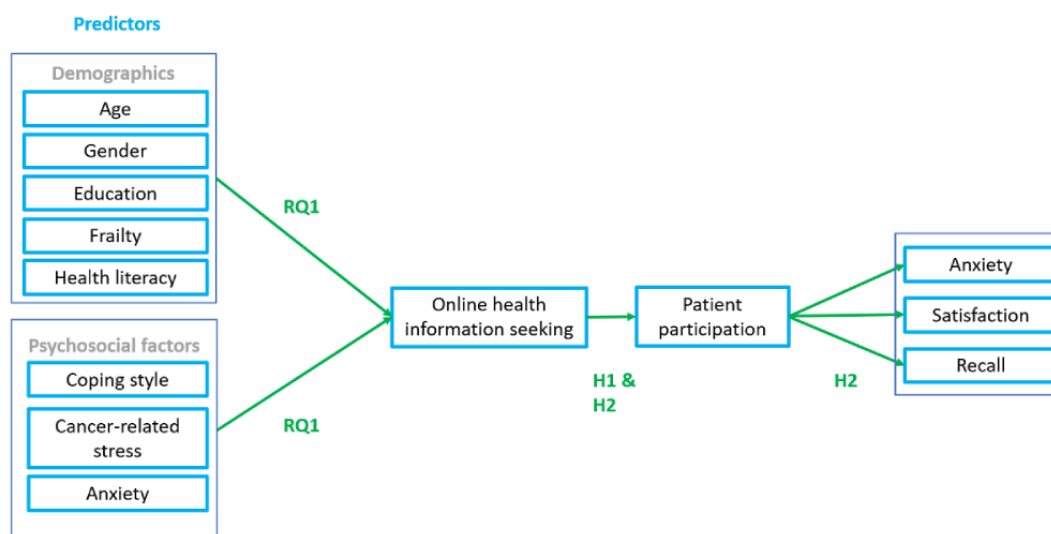 Predictors
Demographics
Age
Gender
Education
Frailty
Health literacy
RQ1
Psychosocial factors
Coping style
Cancer-related
stress
Anxiety
RQ1
Online health
information seeking
H1 &
H2
Patient
participation
H2
Anxiety
Satisfaction
Recall